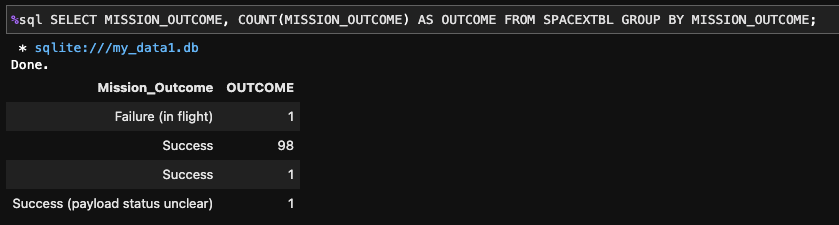 %sql SELECT MISSION_OUTCOME, COUNT(MISSION_OUTCOME) AS OUTCOME FROM SPACEXTBL GROUP BY MISSION_OUTCOME;
* sqlite:///my_data1.db
Done.
Mission_Outcome OUTCOME
Failure (in flight) 1
Success 98
Success 1
Success (payload status unclear) 1